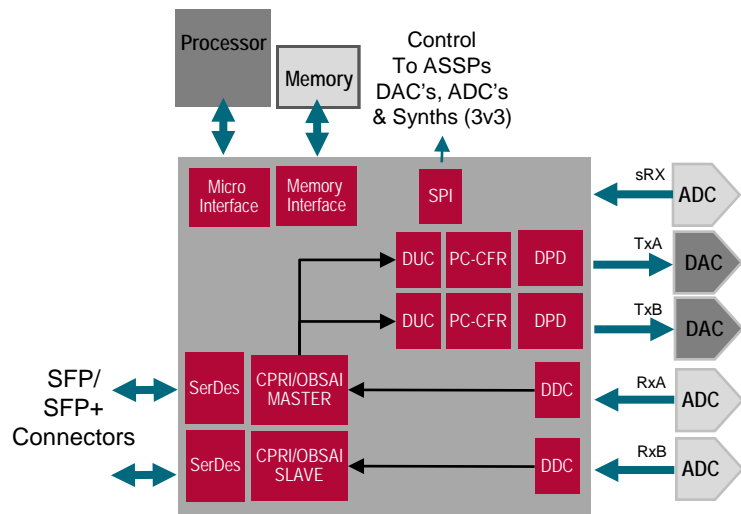 Processor
Memory
Control
To ASSPs
DAC's, ADC's
& Synths (3v3)
Micro
Interface
Memory
Interface
SPI
sRX
ADC
DUC
PC-CFR
DPD
TxA
DAC
DUC
PC-CFR
DPD
TxB
DAC
SFP/
SFP+
Connectors
SerDes
CPRI/OBSAI
MASTER
DDC
RxA
ADC
SerDes
CPRI/OBSAI
SLAVE
DDC
RxB
ADC